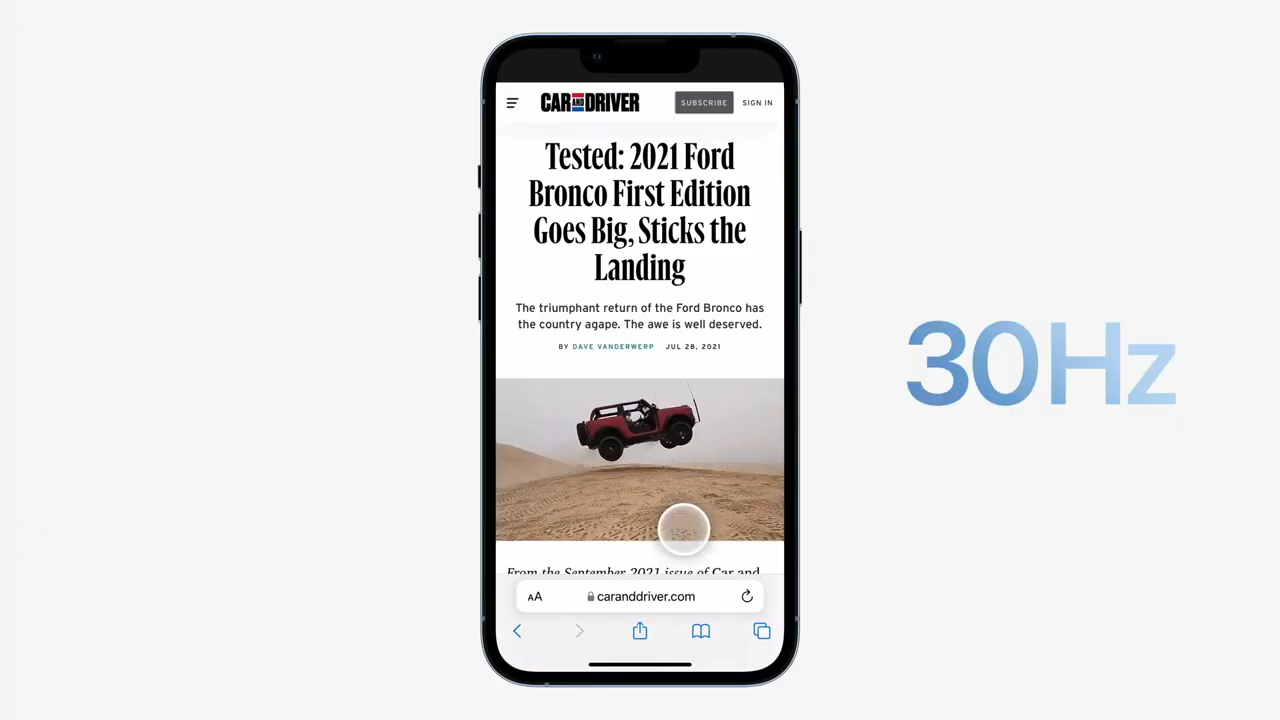 CAR AND DRIVER
SUBSCRIBE
SIGN IN
Tested: 2021 Ford
Bronco First Edition
Goes Big, Sticks the
Landing
The triumphant return of the Ford Bronco has
the country agape. The awe is well deserved.
BY DAVE VANDERWERP JUL 28, 2021
From the September 2021 issue of Car and
AA
caranddriver.com
30Hz